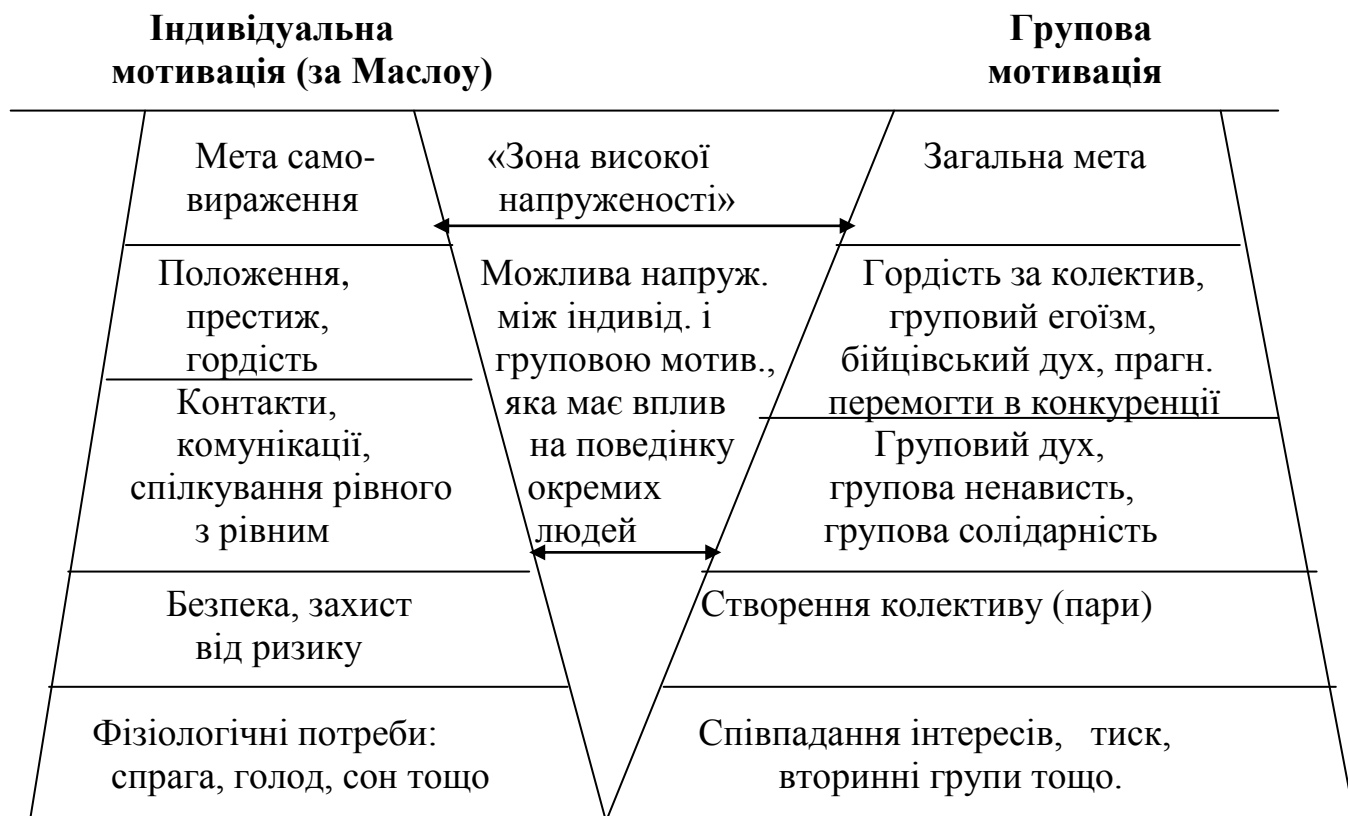 Індивідуальна
мотивація (за Маслоу)
Групова
мотивація
Мета само-
вираження
«Зона високої
напруженості»
Загальна мета
Положення,
престиж,
гордість
Можлива напруж.
між індивід. і
груповою мотив.,
яка має вплив
на поведінку
окремих
людей
Гордість за колектив,
груповий егоїзм,
бійцівський дух, прагн.
перемогти в конкуренції
Контакти,
комунікації,
спілкування рівного
з рівним
Груповий дух,
групова ненависть,
групова солідарність
Безпека, захист
від ризику
Створення колективу (пари)
Фізіологічні потреби:
спрага, голод, сон тощо
Співпадання інтересів, тиск,
вторинні групи тощо.